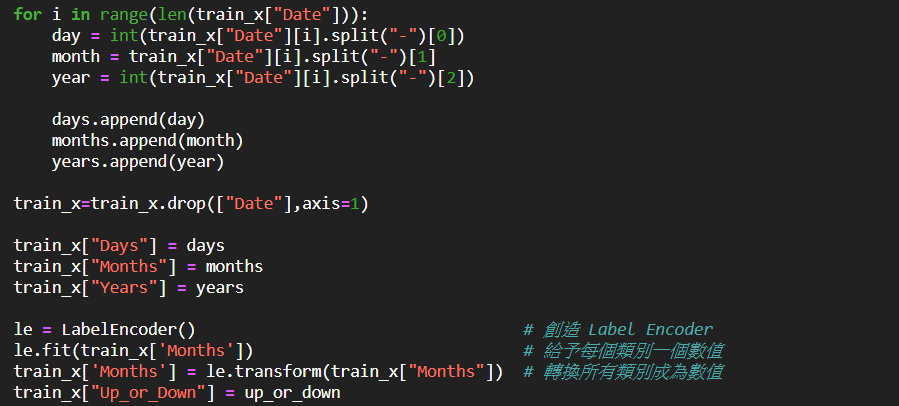 for i in range(len(train_x["Date"])):
    day = int(train_x["Date"][i].split("-")[0])
    month = train_x["Date"][i].split("-")[1]
    year = int(train_x["Date"][i].split("-")[2])

    days.append(day)
    months.append(month)
    years.append(year)

train_x=train_x.drop(["Date"],axis=1)

train_x["Days"] = days
train_x["Months"] = months
train_x["Years"] = years

le = LabelEncoder()                               # 創造 Label Encoder
le.fit(train_x['Months'])                         # 給予每個類別一個數值
train_x['Months'] = le.transform(train_x["Months"])  # 轉換所有類別成為數值
train_x["Up_or_Down"] = up_or_down